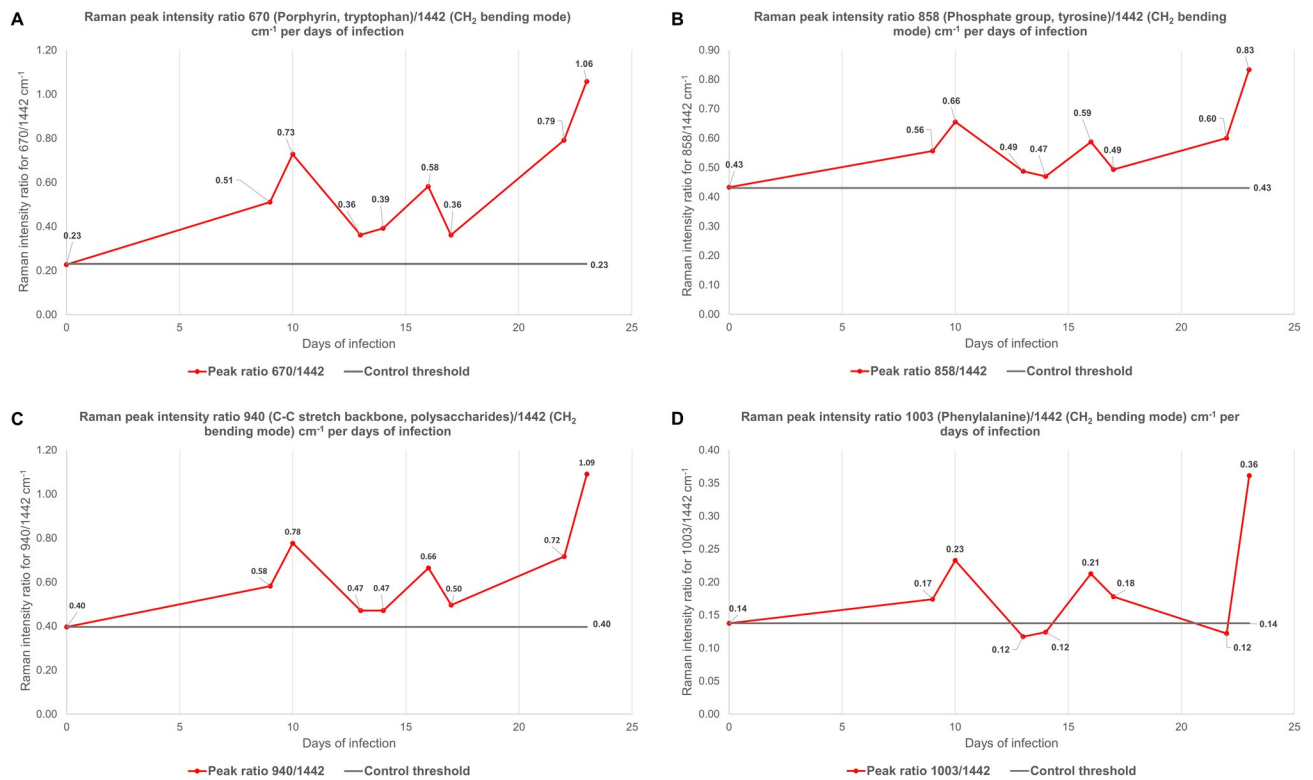 A
Raman peak intensity ratio 670 (Porphyrin, tryptophan)/1442 (CH₂ bending mode)
cm⁻¹ per days of infection
Raman intensity ratio for 670/1442 cm⁻¹
1.20
1.00
0.80
0.60
0.40
0.20
0.00
0.23
0.51
0.73
0.36
0.39
0.58
0.36
0.79
1.06
0.23
0 5 10 15 20 25
Days of infection
Peak ratio 670/1442 Control threshold
B
Raman peak intensity ratio 858 (Phosphate group, tyrosine)/1442 (CH₂ bending
mode) cm⁻¹ per days of infection
Raman intensity ratio for 858/1442 cm⁻¹
0.90
0.80
0.70
0.60
0.50
0.40
0.30
0.20
0.10
0.00
0.43
0.56
0.66
0.49
0.47
0.59
0.49
0.60
0.83
0.43
0 5 10 15 20 25
Days of infection
Peak ratio 858/1442 Control threshold
C
Raman peak intensity ratio 940 (C-C stretch backbone, polysaccharides)/1442 (CH₂
bending mode) cm⁻¹ per days of infection
Raman intensity ratio for 940/1442 cm⁻¹
1.20
1.00
0.80
0.60
0.40
0.20
0.00
0.40
0.58
0.78
0.47
0.47
0.66
0.50
0.72
1.09
0.40
0 5 10 15 20 25
Days of infection
Peak ratio 940/1442 Control threshold
D
Raman peak intensity ratio 1003 (Phenylalanine)/1442 (CH₂ bending mode) cm⁻¹ per
days of infection
Raman intensity ratio for 1003/1442 cm⁻¹
0.40
0.35
0.30
0.25
0.20
0.15
0.10
0.05
0.00
0.14
0.17
0.23
0.12
0.12
0.21
0.18
0.12
0.36
0.14
0 5 10 15 20 25
Days of infection
Peak ratio 1003/1442 Control threshold